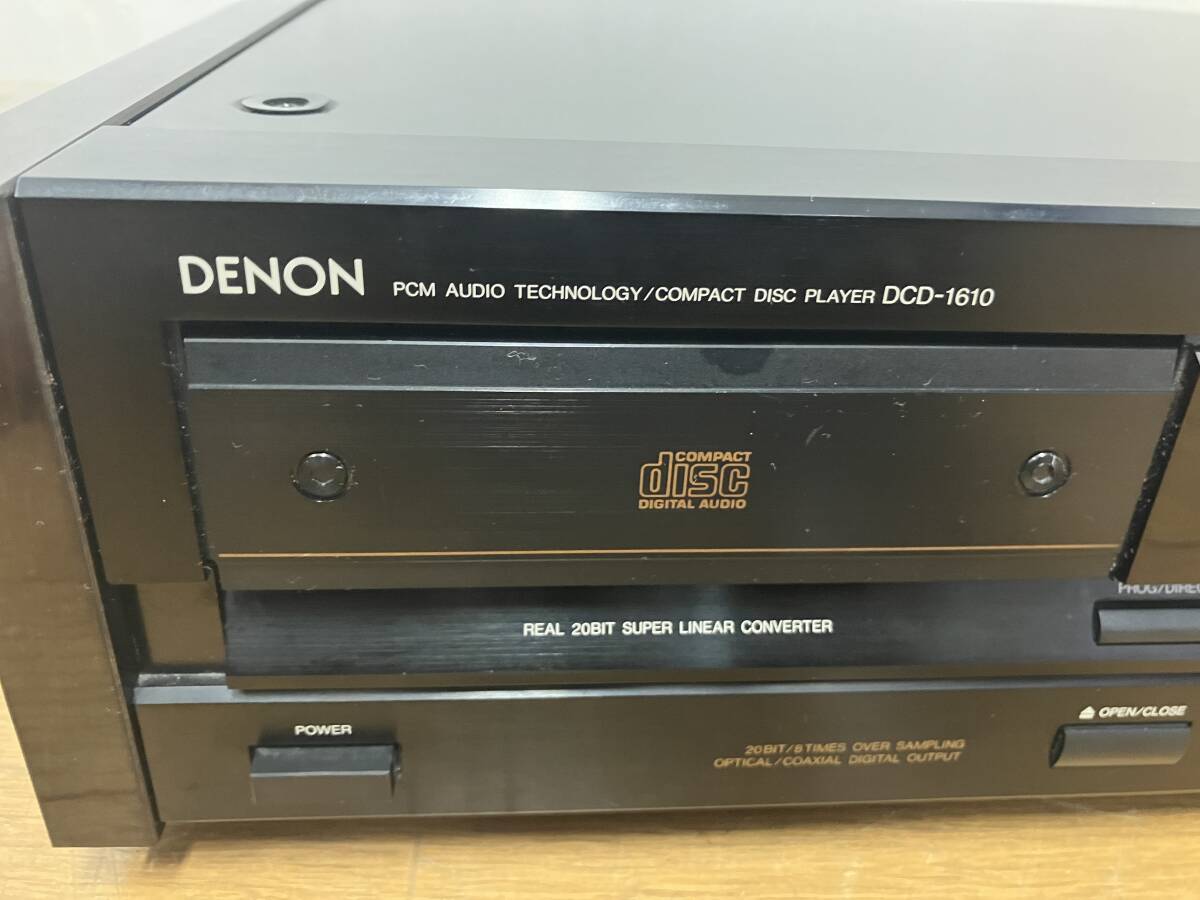 DENON PCM AUDIO TECHNOLOGY/COMPACT DISC PLAYER DCD-1610
COMPACT
disc
DIGITAL AUDIO
REAL 20BIT SUPER LINEAR CONVERTER
POWER
20BIT/8TIMES OVER SAMPLING
OPTICAL/COAXIAL DIGITAL OUTPUT
OPEN/CLOSE